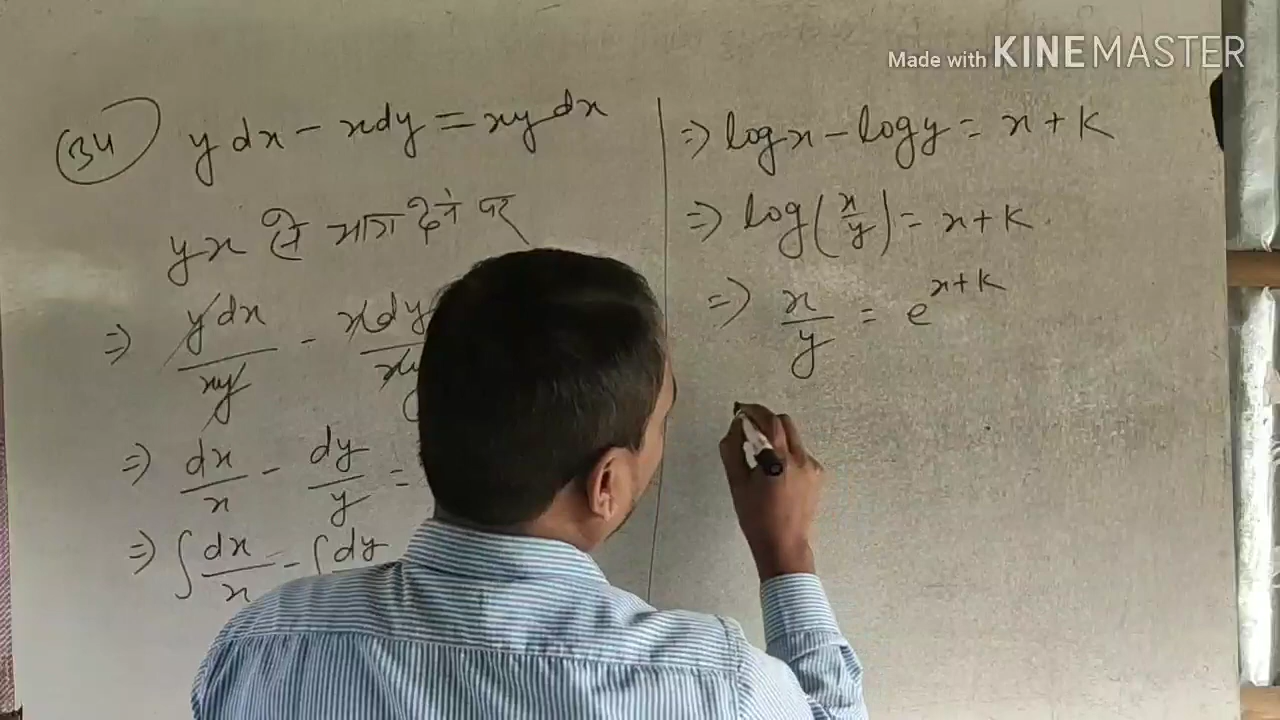 (34) y dx - x dy = xy dx
yx से भाग देने पर
=> y dx / xy - x dy / xy
=> dx / x - dy / y =
=> ∫ dx / x - ∫ dy
=> log x - log y = x + k
=> log(x/y) = x + k.
=> x / y = e^(x+k)
Made with KINEMASTER